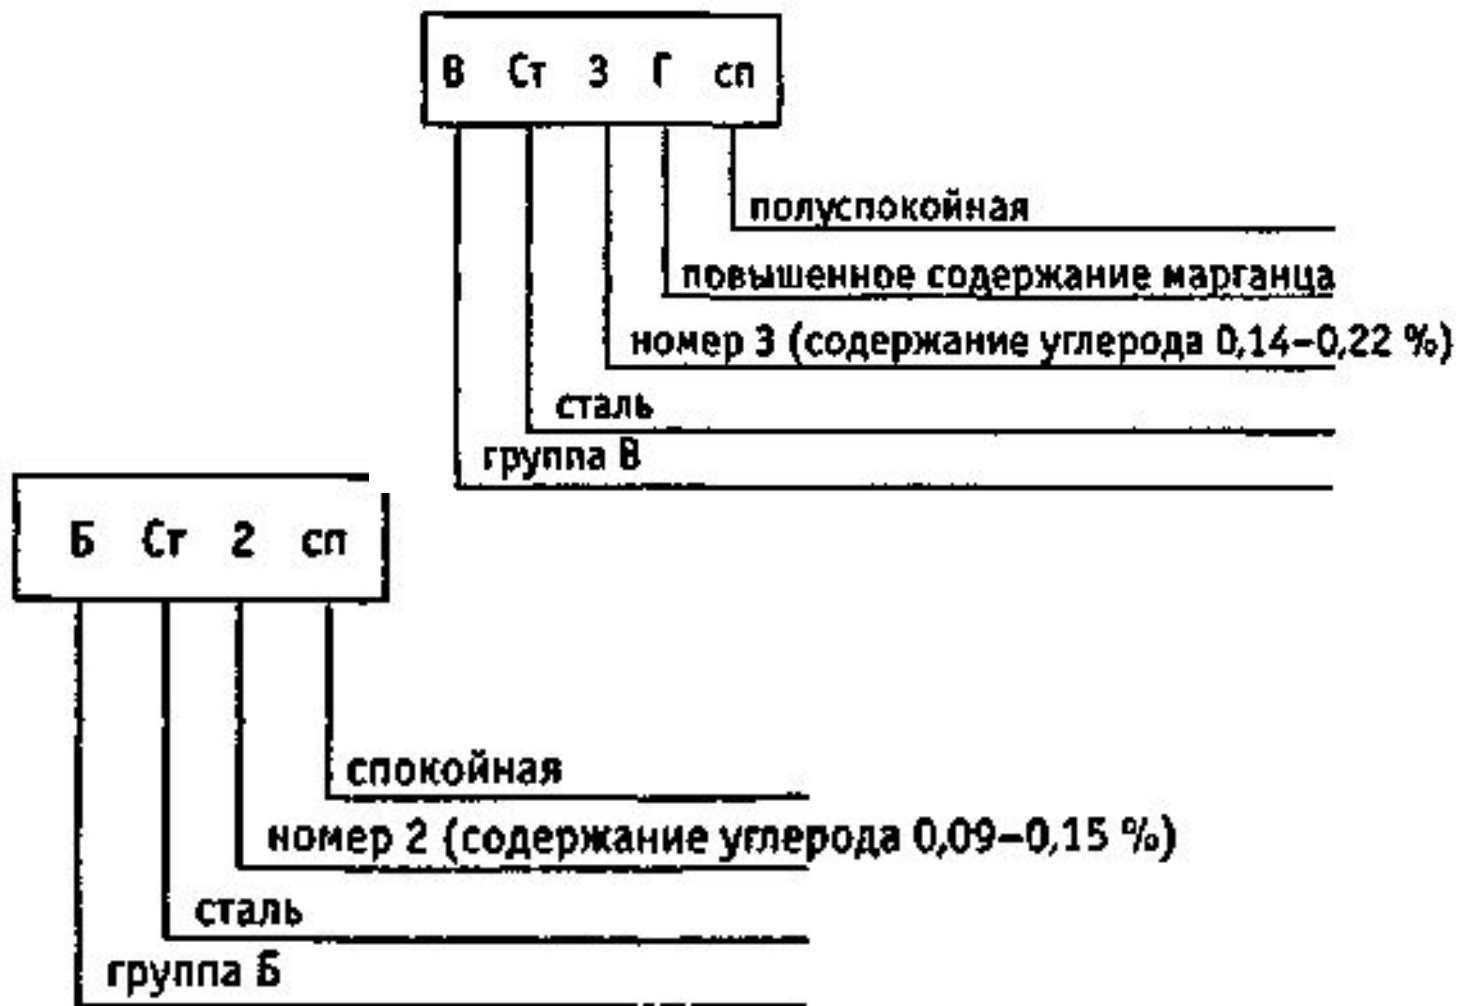 В Ст 3 Г сп
полуспокойная
повышенное содержание марганца
номер 3 (содержание углерода 0,14–0,22 %)
сталь
группа В
Б Ст 2 сп
спокойная
номер 2 (содержание углерода 0,09–0,15 %)
сталь
группа Б